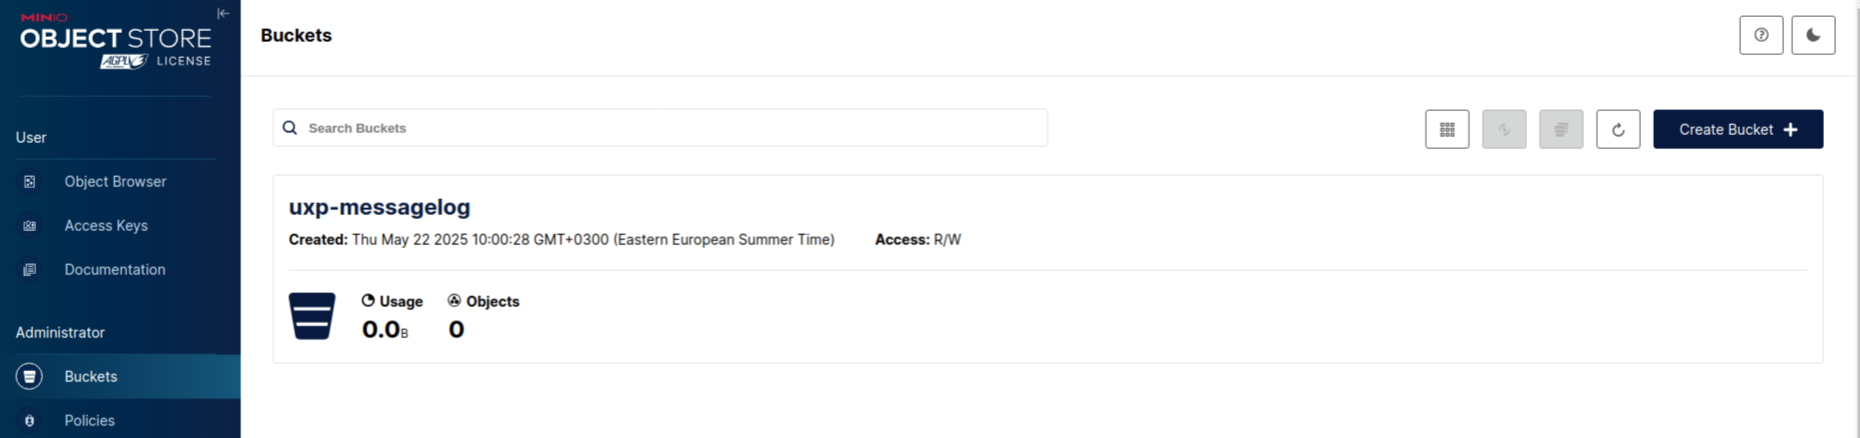 MINIO
OBJECT STORE
AGPLv3 LICENSE
User
Object Browser
Access Keys
Documentation
Administrator
Buckets
Policies
Buckets
Search Buckets
Create Bucket
uxp-messagelog
Created: Thu May 22 2025 10:00:28 GMT+0300 (Eastern European Summer Time) Access: R/W
Usage Objects
0.0B 0